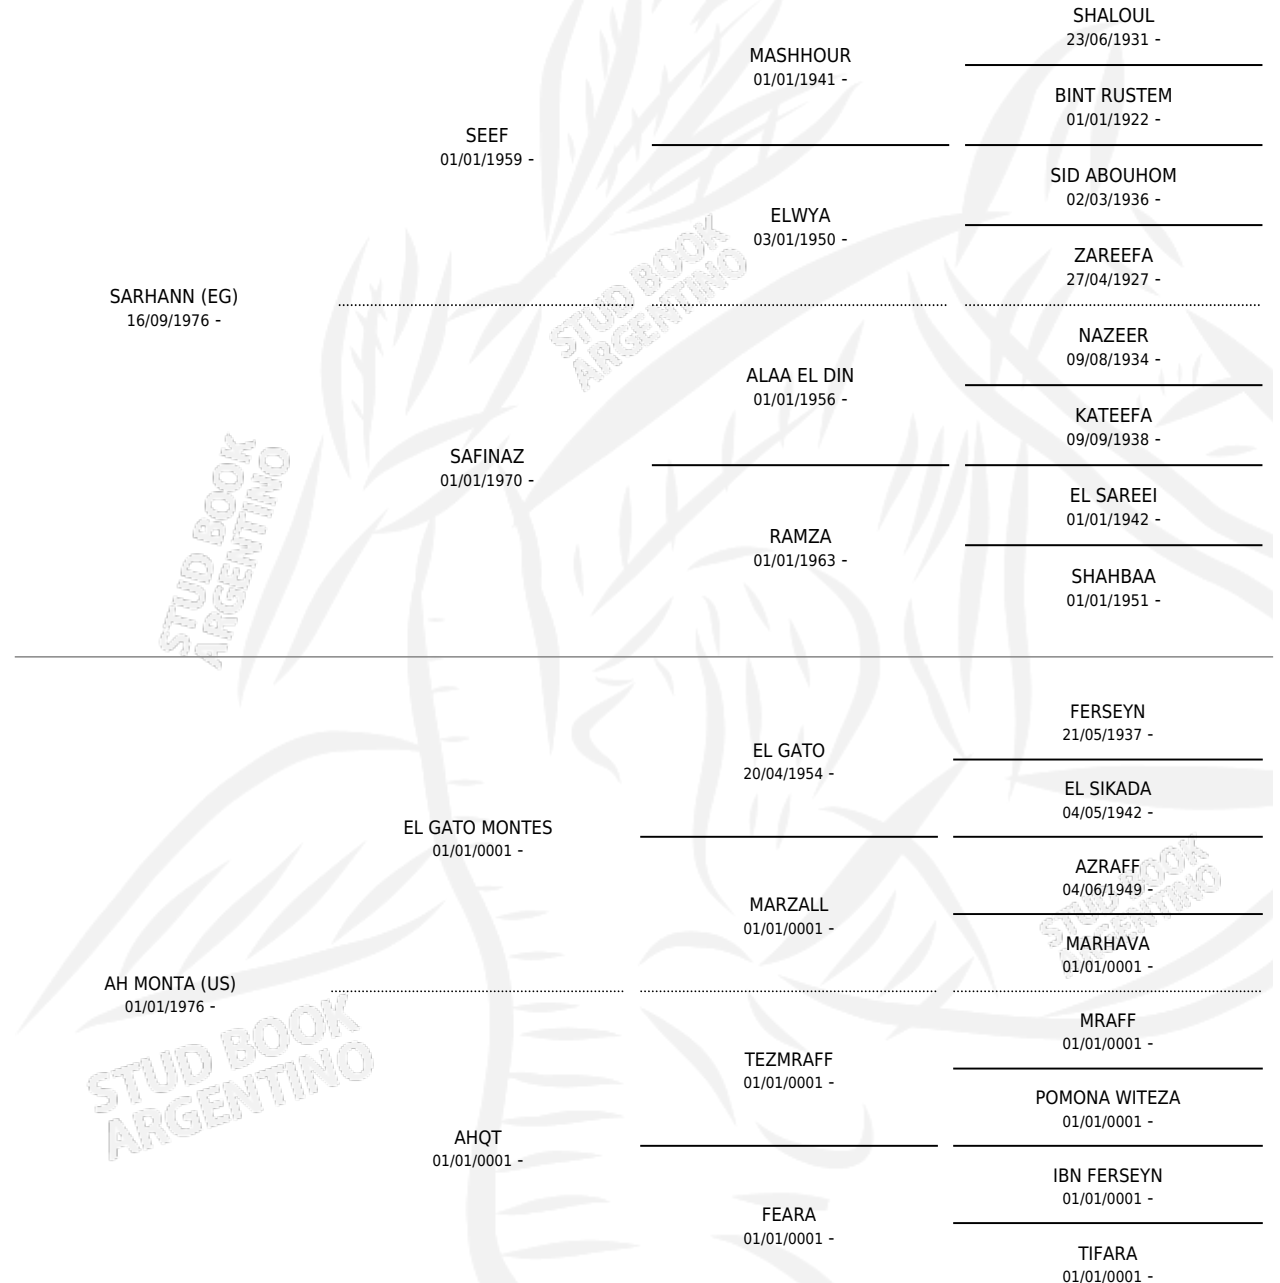 SHALOUL
23/06/1931 -
MASHHOUR
01/01/1941 -
BINT RUSTEM
01/01/1922 -
SEEF
01/01/1959 -
SID ABOUHOM
02/03/1936 -
ELWYA
03/01/1950 -
ZAREEFA
27/04/1927 -
SARHANN (EG)
16/09/1976 -
NAZEER
09/08/1934 -
ALAA EL DIN
01/01/1956 -
KATEEFA
09/09/1938 -
SAFINAZ
01/01/1970 -
EL SAREEI
01/01/1942 -
RAMZA
01/01/1963 -
SHAHBAA
01/01/1951 -
STUD BOOK
ARGENTINO
STUD BOOK
ARGENTINO
FERSEYN
21/05/1937 -
EL GATO
20/04/1954 -
EL SIKADA
04/05/1942 -
EL GATO MONTES
01/01/0001 -
AZRAFF
04/06/1949 -
MARZALL
01/01/0001 -
MARHAVA
01/01/0001 -
AH MONTA (US)
01/01/1976 -
MRAFF
01/01/0001 -
TEZMRAFF
01/01/0001 -
POMONA WITEZA
01/01/0001 -
AHQT
01/01/0001 -
IBN FERSEYN
01/01/0001 -
FEARA
01/01/0001 -
TIFARA
01/01/0001 -
STUD BOOK
ARGENTINO
STUD BOOK
ARGENTINO